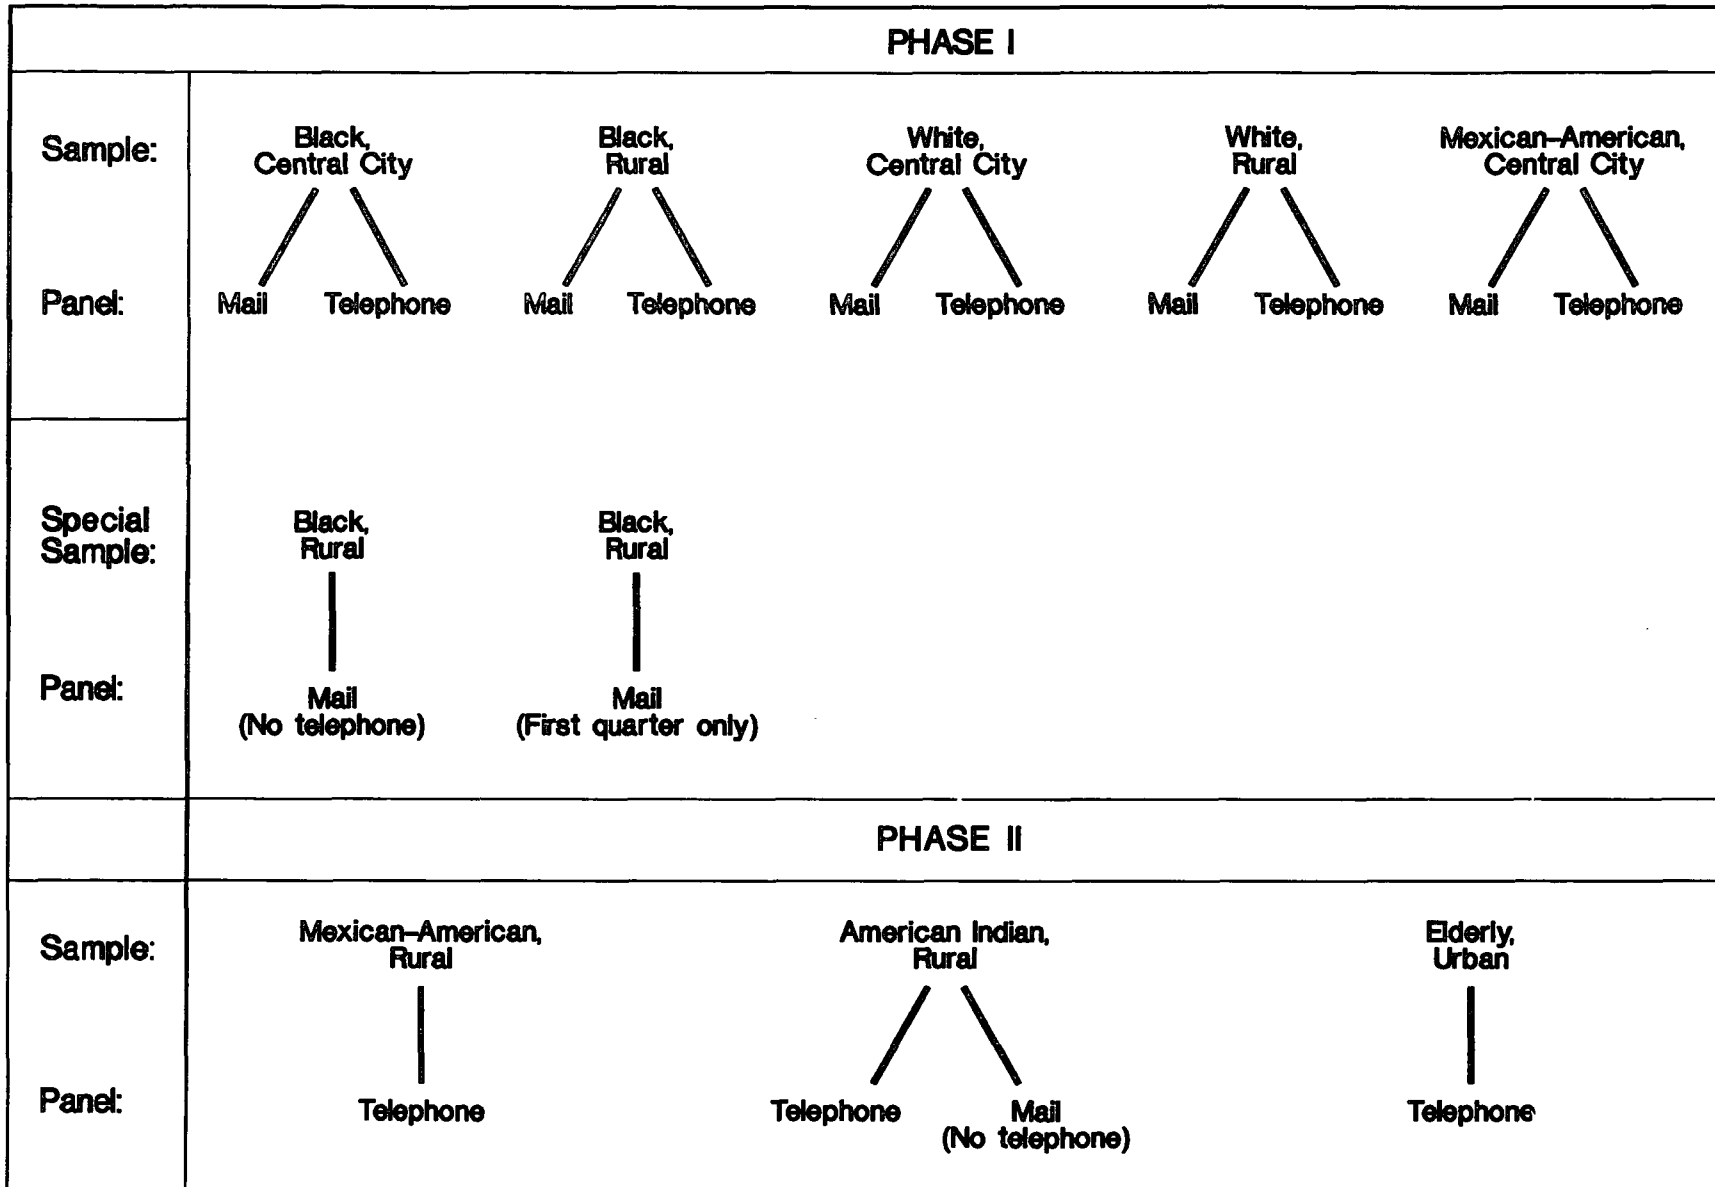 PHASE I
Sample:
Black,
Central City
Black,
Rural
White,
Central City
White,
Rural
Mexican–American,
Central City
Panel:
Mail Telephone
Mail Telephone
Mail Telephone
Mail Telephone
Mail Telephone
Special
Sample:
Black,
Rural
Black,
Rural
Panel:
Mail
(No telephone)
Mail
(First quarter only)
PHASE II
Sample:
Mexican–American,
Rural
American Indian,
Rural
Elderly,
Urban
Panel:
Telephone
Telephone
Mail
(No telephone)
Telephone